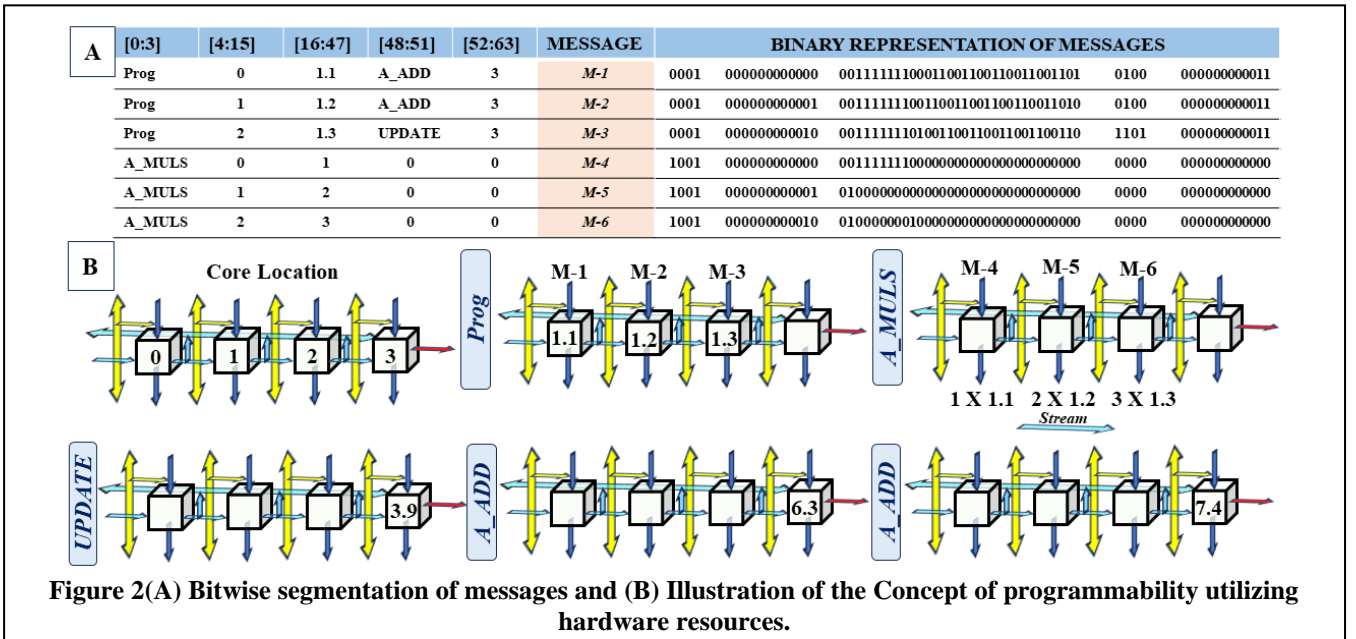 A
[0:3] [4:15] [16:47] [48:51] [52:63] MESSAGE BINARY REPRESENTATION OF MESSAGES
Prog 0 1.1 A_ADD 3 M-1 0001 000000000000 00111111100011001100110011001101 0100 000000000011
Prog 1 1.2 A_ADD 3 M-2 0001 000000000001 00111111100110011001100110011010 0100 000000000011
Prog 2 1.3 UPDATE 3 M-3 0001 000000000010 00111111101001100110011001100110 1101 000000000011
A_MULS 0 1 0 0 M-4 1001 000000000000 00111111100000000000000000000000 0000 000000000000
A_MULS 1 2 0 0 M-5 1001 000000000001 01000000000000000000000000000000 0000 000000000000
A_MULS 2 3 0 0 M-6 1001 000000000010 01000000010000000000000000000000 0000 000000000000
B
Core Location
0 1 2 3
Prog
M-1 M-2 M-3
1.1 1.2 1.3
A_MULS
M-4 M-5 M-6
1 X 1.1 2 X 1.2 3 X 1.3
Stream
UPDATE
3.9
A_ADD
6.3
A_ADD
7.4
Figure 2(A) Bitwise segmentation of messages and (B) Illustration of the Concept of programmability utilizing
hardware resources.